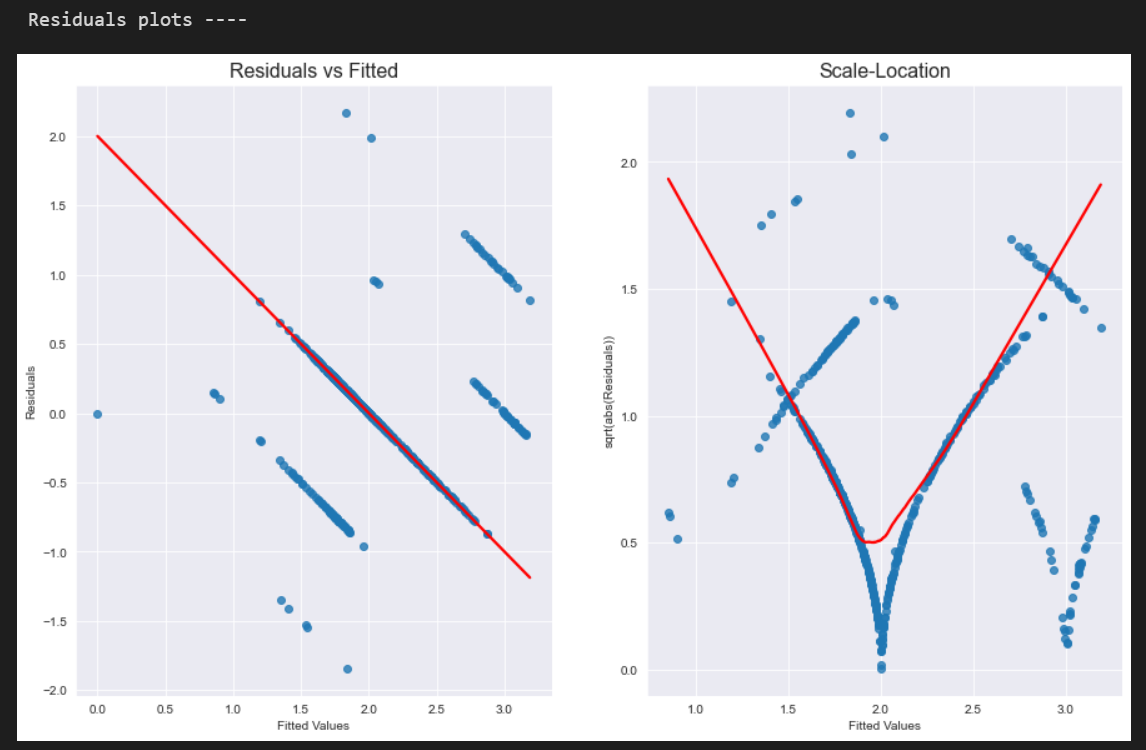 Residuals plots ----
Residuals vs Fitted
Residuals
2.0
1.5
1.0
0.5
0.0
−0.5
−1.0
−1.5
−2.0
0.0 0.5 1.0 1.5 2.0 2.5 3.0
Fitted Values
Scale-Location
sqrt(abs(Residuals))
2.0
1.5
1.0
0.5
0.0
1.0 1.5 2.0 2.5 3.0
Fitted Values